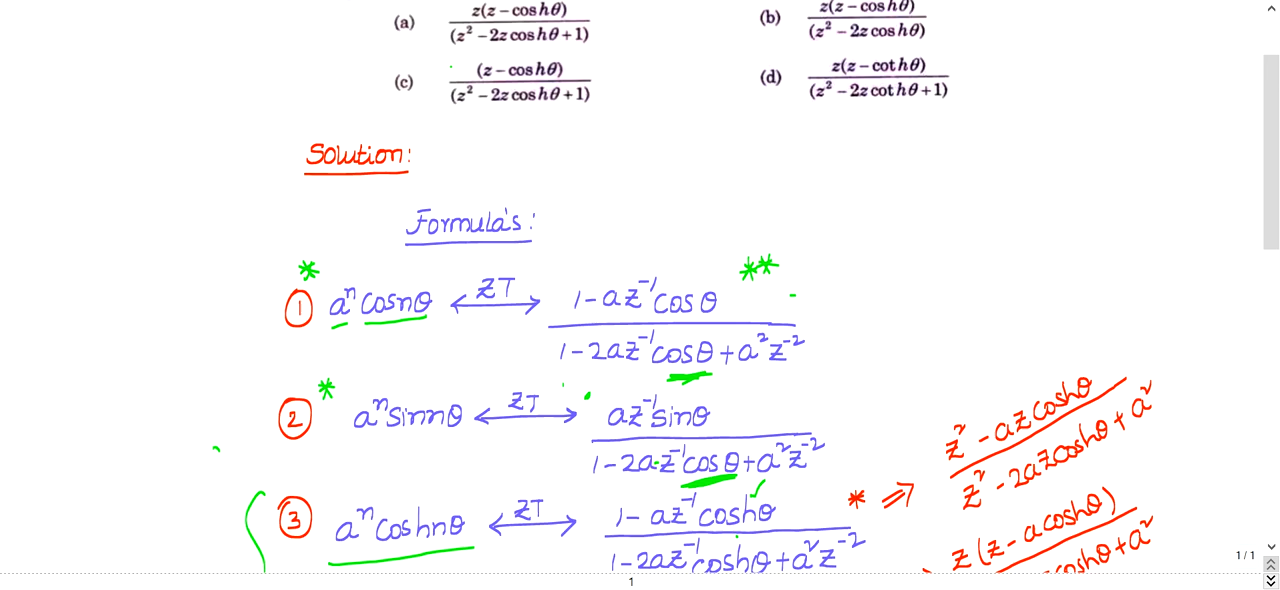 (a) z(z − cos hθ) / (z² − 2z cos hθ + 1)
(b) z(z − cos hθ) / (z² − 2z cos hθ)
(c) (z − cos hθ) / (z² − 2z cos hθ + 1)
(d) z(z − cot hθ) / (z² − 2z cot hθ + 1)
Solution:
Formula's:
* ① aⁿ cosnθ ⟷ ZT (1 − az⁻¹cosθ) / (1 − 2az⁻¹cosθ + a²z⁻²) **
* ② aⁿ sinnθ ⟷ ZT (az⁻¹sinθ) / (1 − 2a·z⁻¹cosθ + a²z⁻²)
③ aⁿ coshnθ ⟷ ZT (1 − az⁻¹coshθ) / (1 − 2az⁻¹coshθ + a²z⁻²)
* ⇒ (z² − az coshθ) / (z² − 2az coshθ + a²)
z(z − a coshθ) / coshθ + a²
1 / 1
1